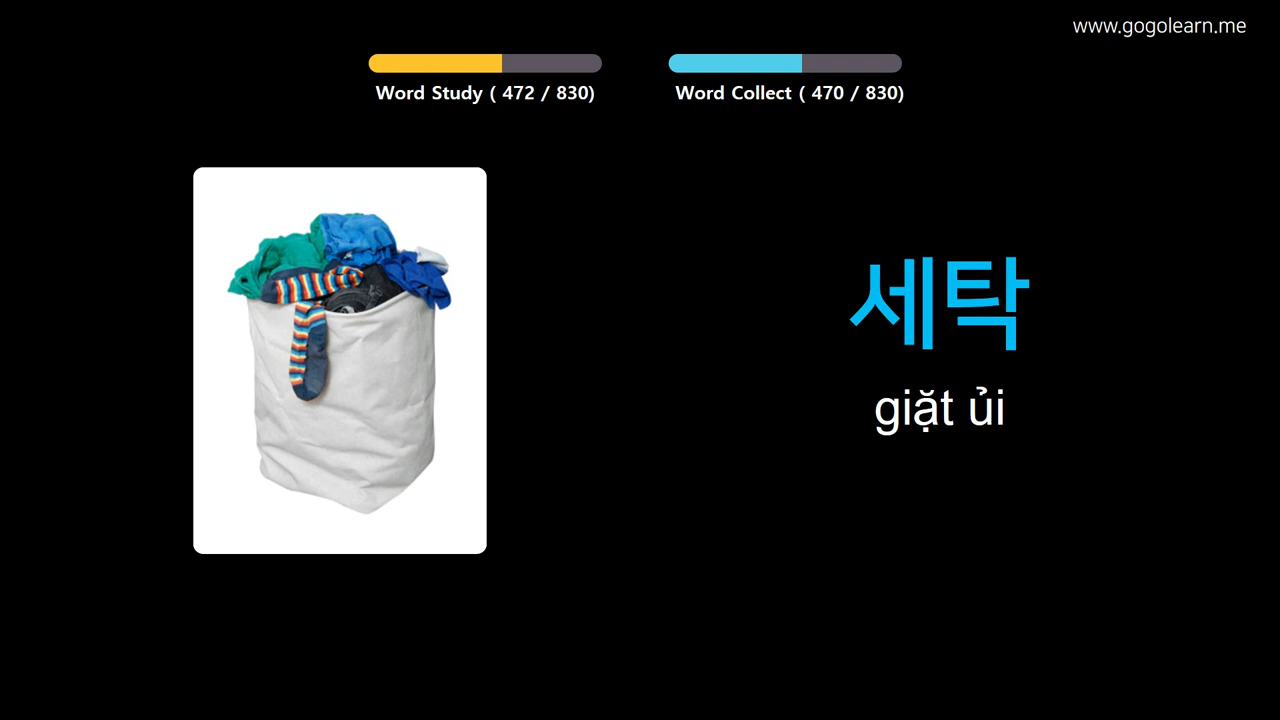 www.gogolearn.me
Word Study ( 472 / 830)
Word Collect ( 470 / 830)
세탁
giặt ủi